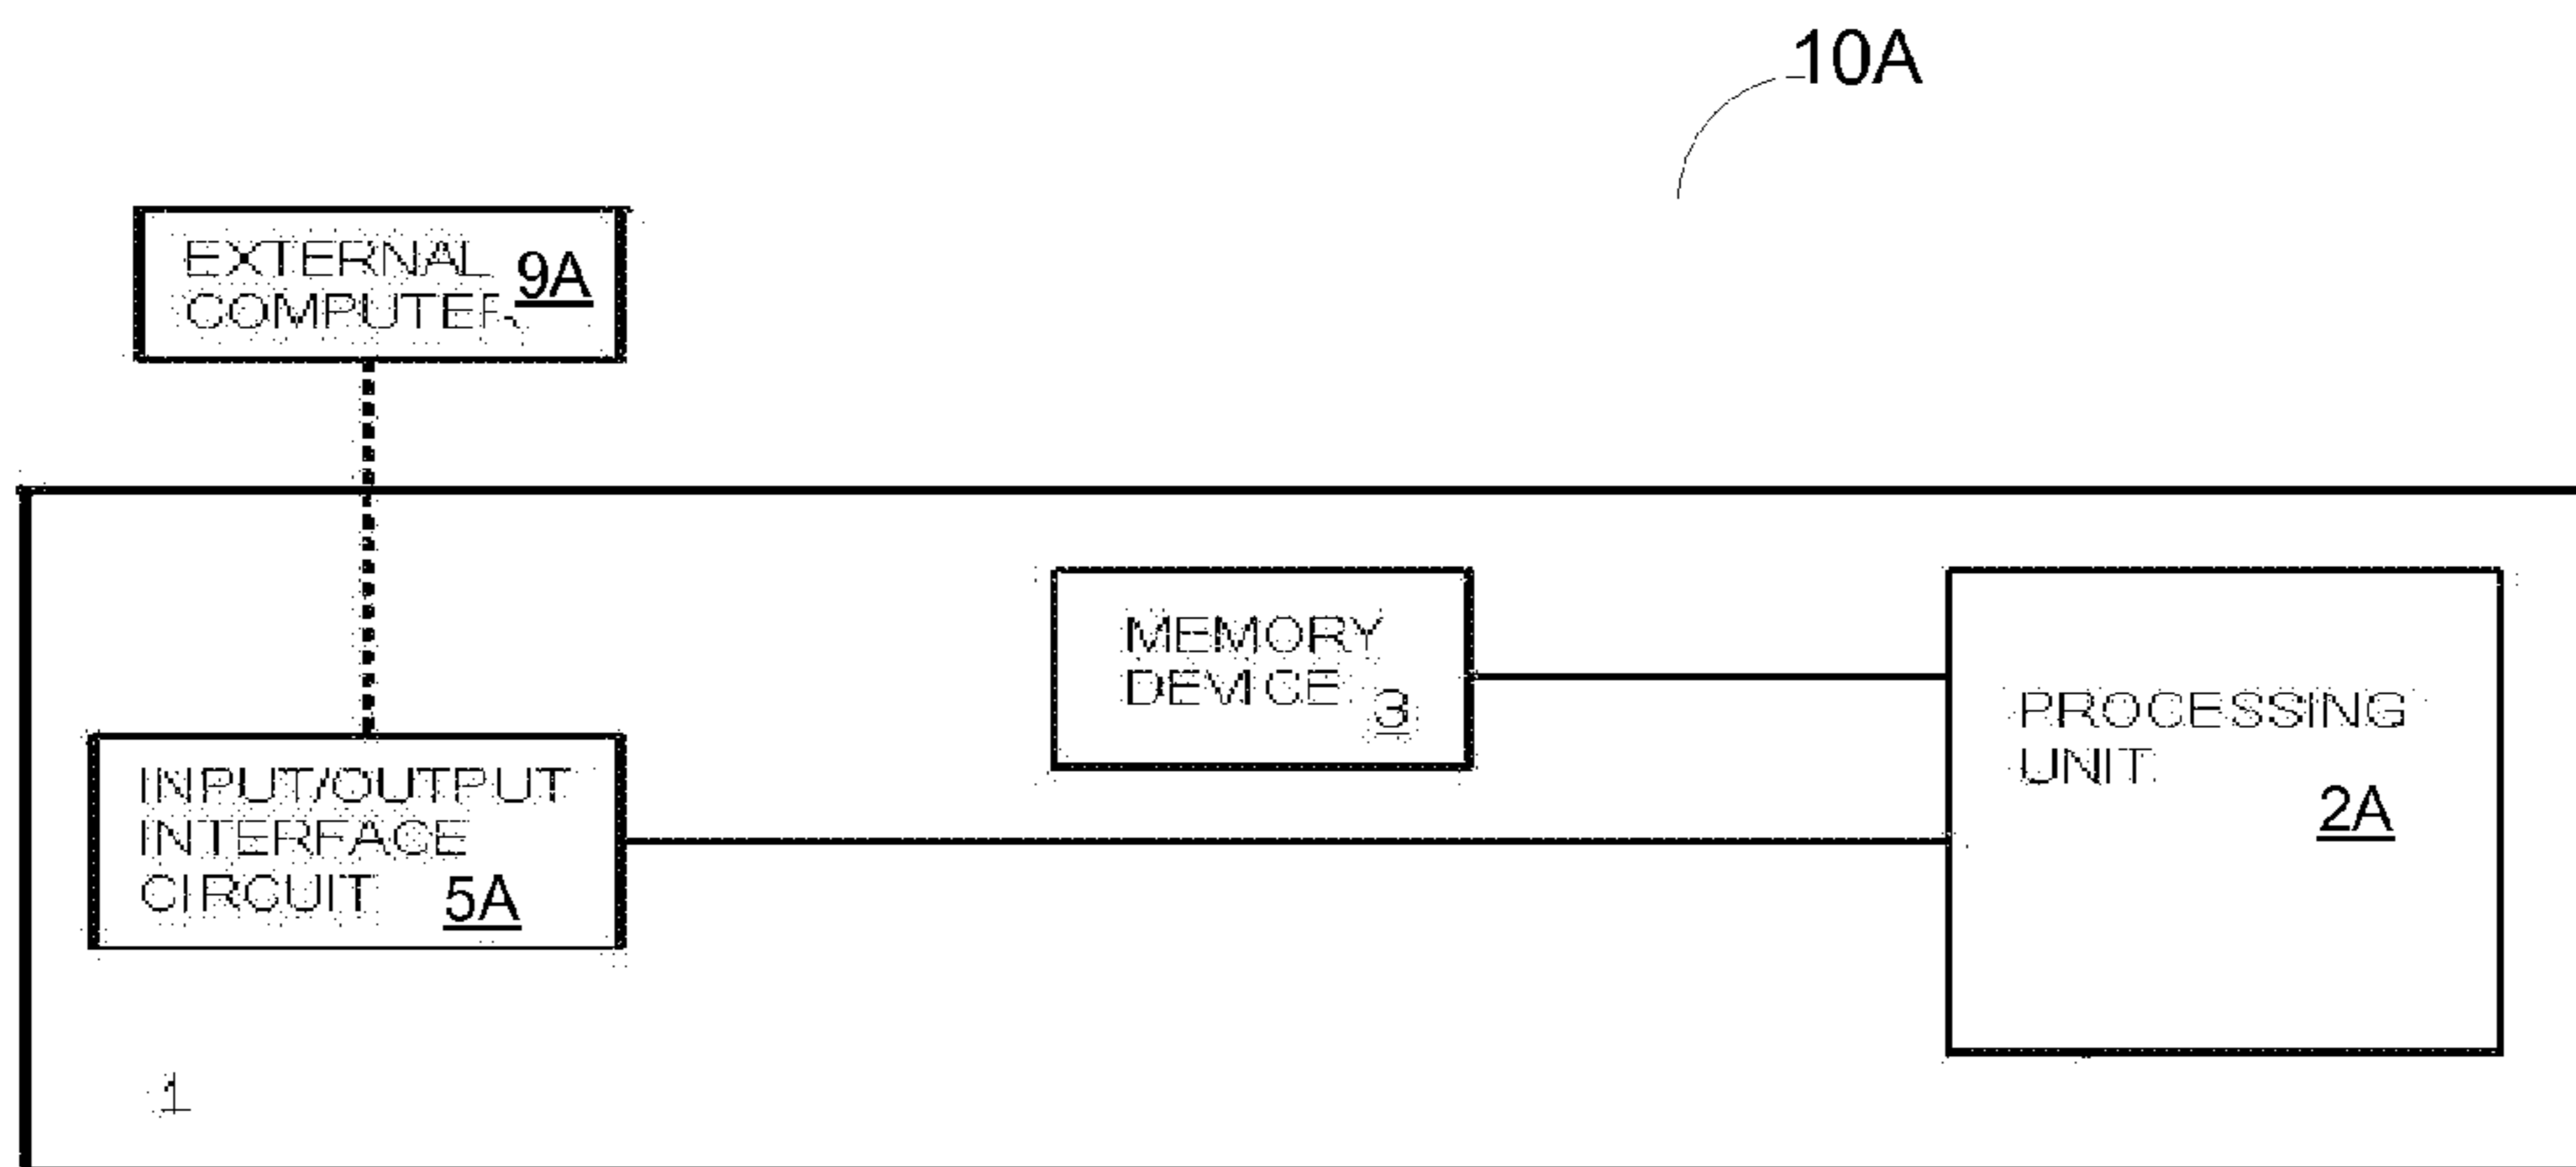 10A
EXTERNAL
COMPUTER
9A
MEMORY
DEVICE
3
PROCESSING
UNIT
2A
INPUT/OUTPUT
INTERFACE
CIRCUIT
5A
1